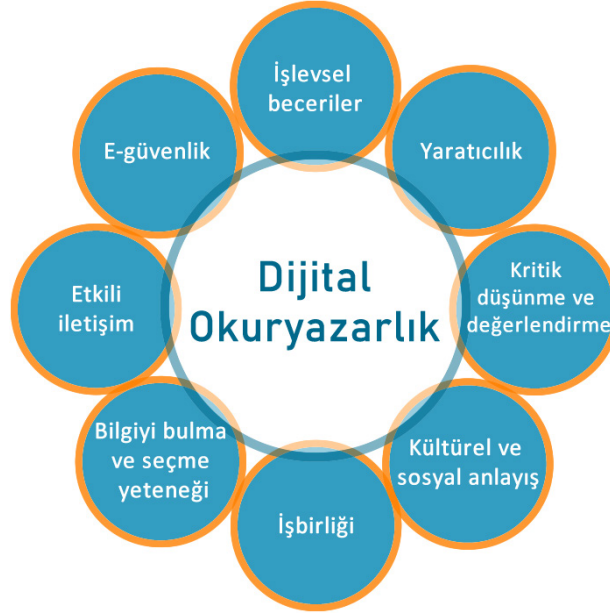 İşlevsel
beceriler
Yaratıcılık
Kritik
düşünme ve
değerlendirme
Kültürel ve
sosyal anlayış
İşbirliği
Bilgiyi bulma
ve seçme
yeteneği
Etkili
iletişim
E-güvenlik
Dijital
Okuryazarlık